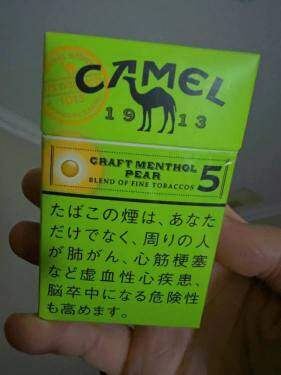 CAMEL
1913
CRAFT MENTHOL
PEAR
BLEND OF FINE TOBACCOS
5
たばこの煙は、あなた
だけでなく、周りの人
が肺がん、心筋梗塞
など虚血性心疾患、
脳卒中になる危険性
も高めます。